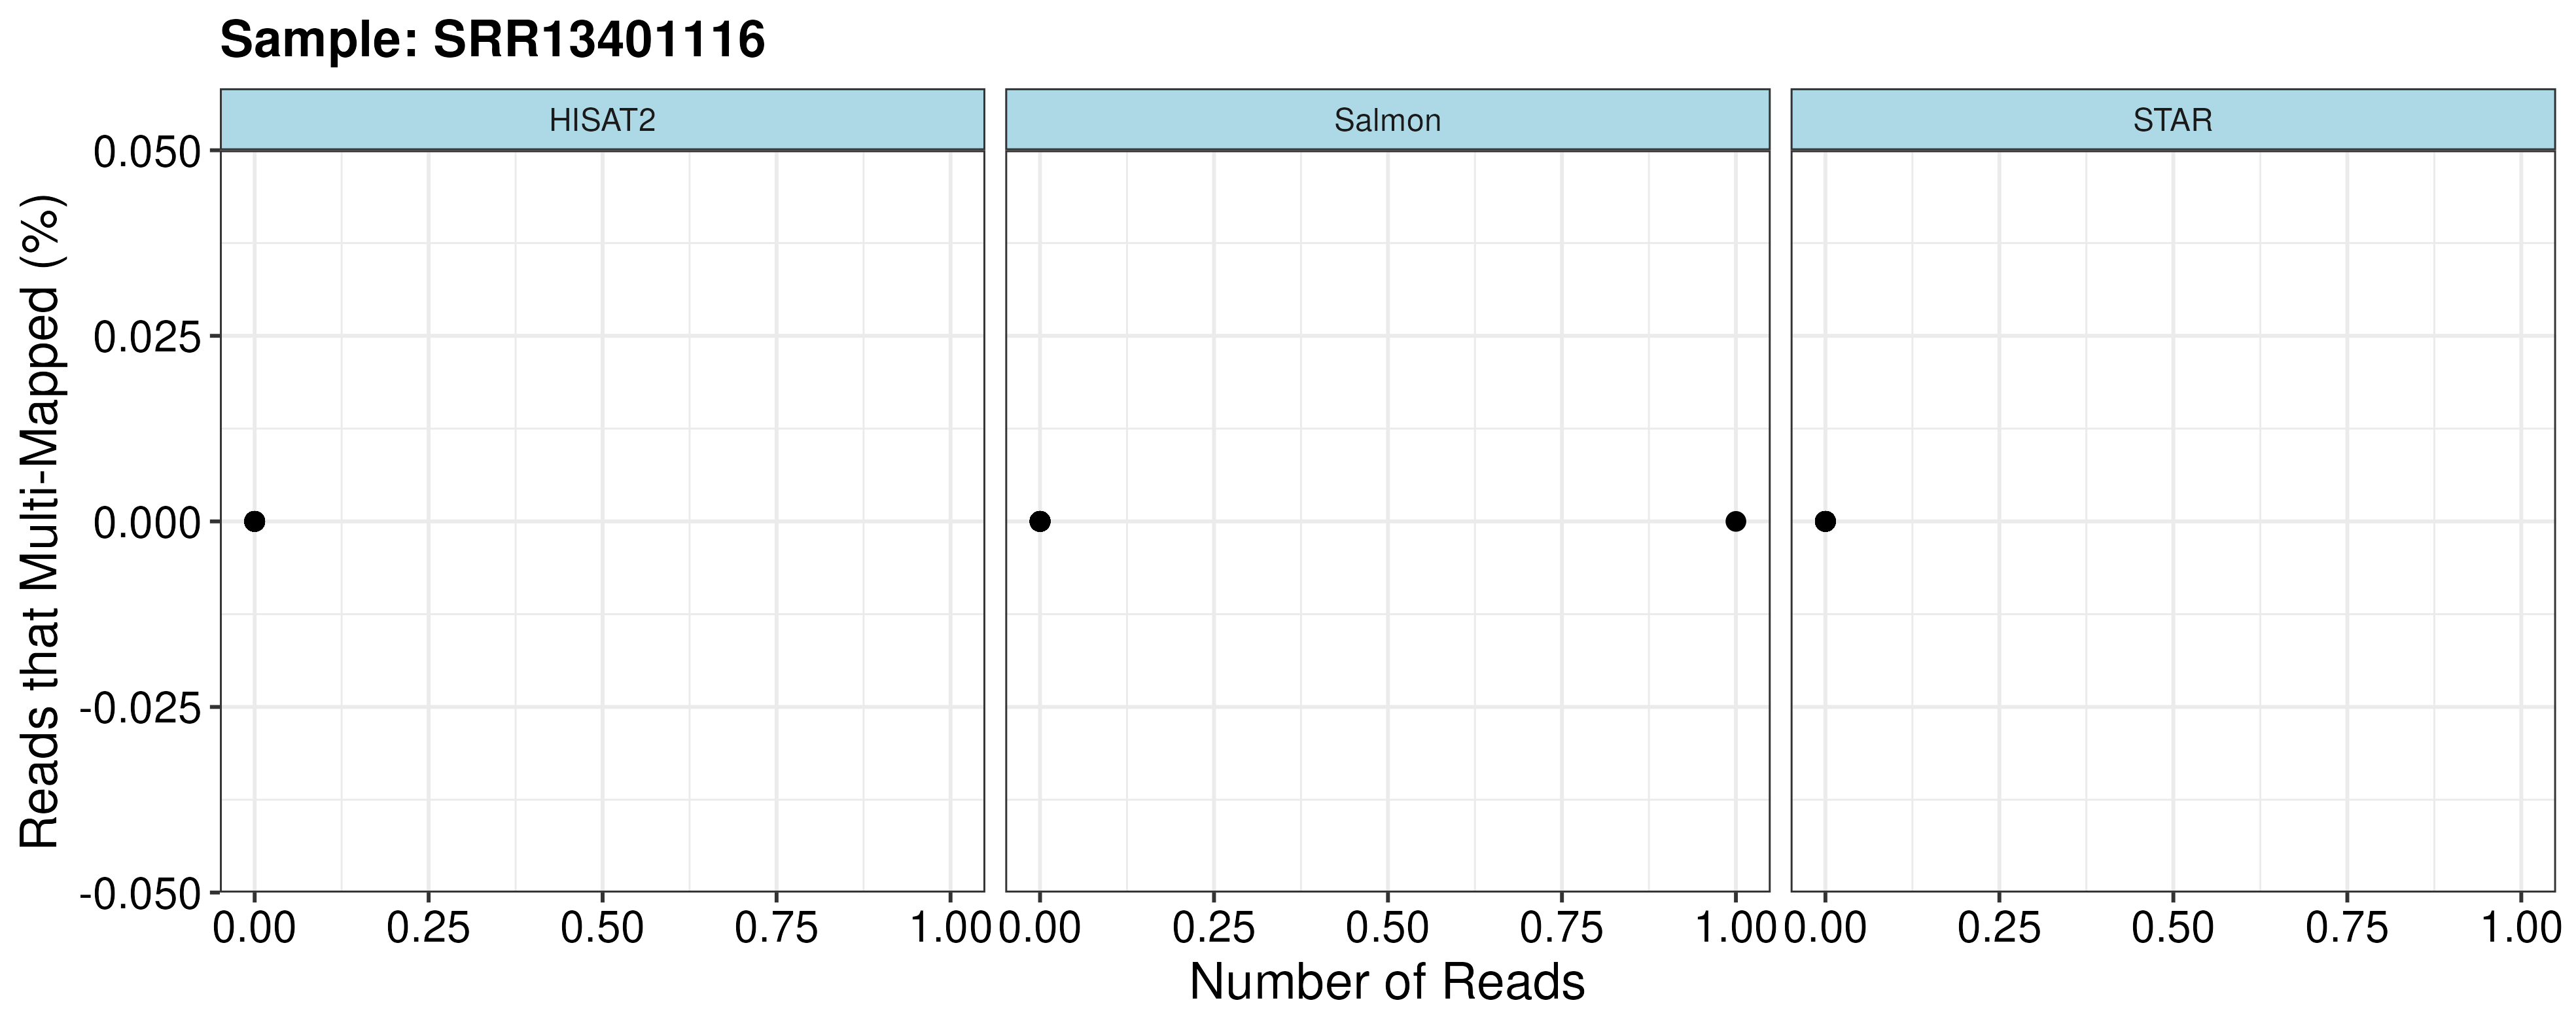 Sample: SRR13401116
HISAT2
Salmon
STAR
Reads that Multi-Mapped (%)
0.050
0.025
0.000
-0.025
-0.050
0.00 0.25 0.50 0.75 1.00
0.00 0.25 0.50 0.75 1.00
0.00 0.25 0.50 0.75 1.00
Number of Reads